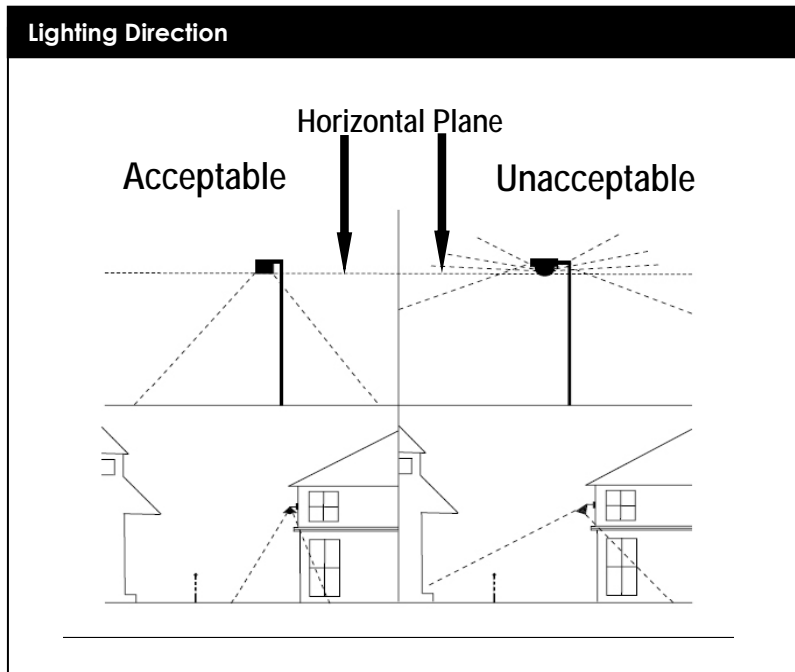 Lighting Direction
Horizontal Plane
Acceptable
Unacceptable